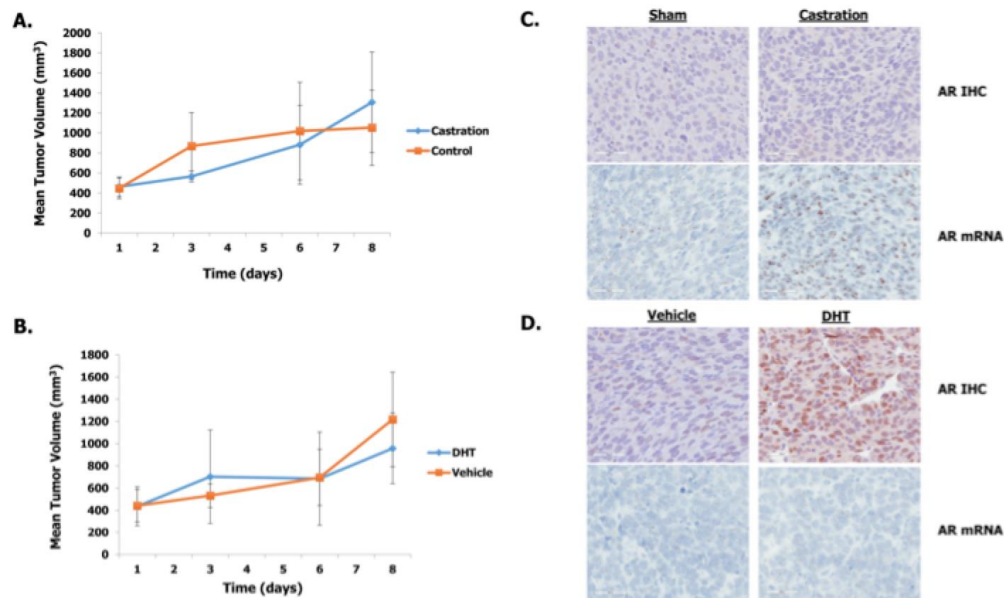 A.
2000
1800
1600
1400
1200
1000
800
600
400
200
0
Mean Tumor Volume (mm³)
1 2 3 4 5 6 7 8
Time (days)
Castration
Control
B.
1800
1600
1400
1200
1000
800
600
400
200
0
Mean Tumor Volume (mm³)
1 2 3 4 5 6 7 8
Time (days)
DHT
Vehicle
C.
Sham Castration
AR IHC
AR mRNA
D.
Vehicle DHT
AR IHC
AR mRNA